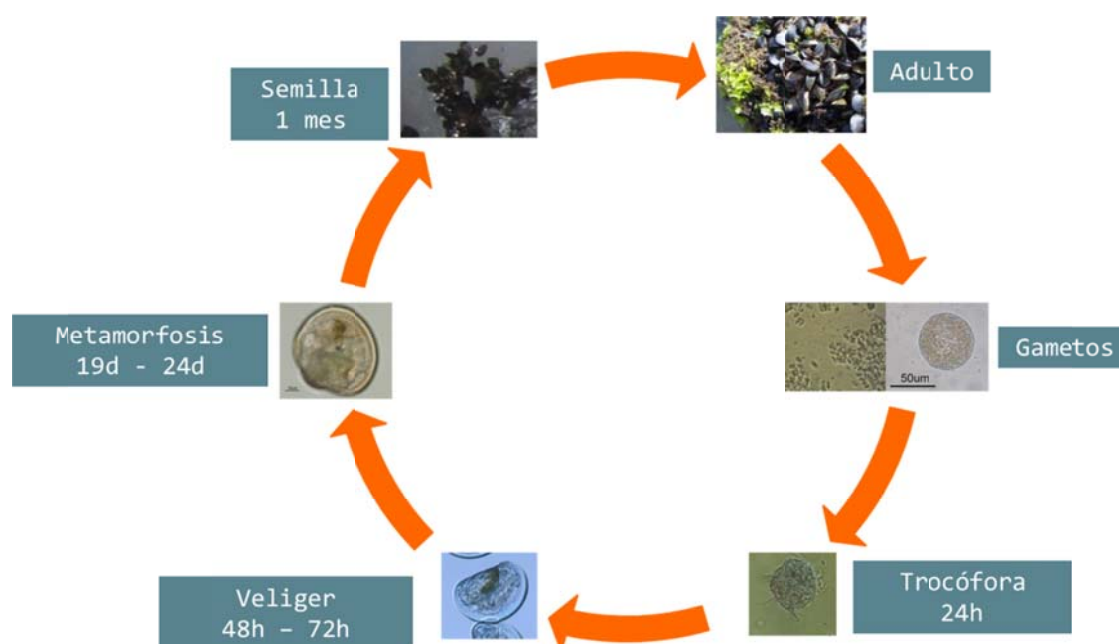 Semilla
1 mes
Adulto
Metamorfosis
19d - 24d
50um
Gametos
Veliger
48h – 72h
Trocófora
24h